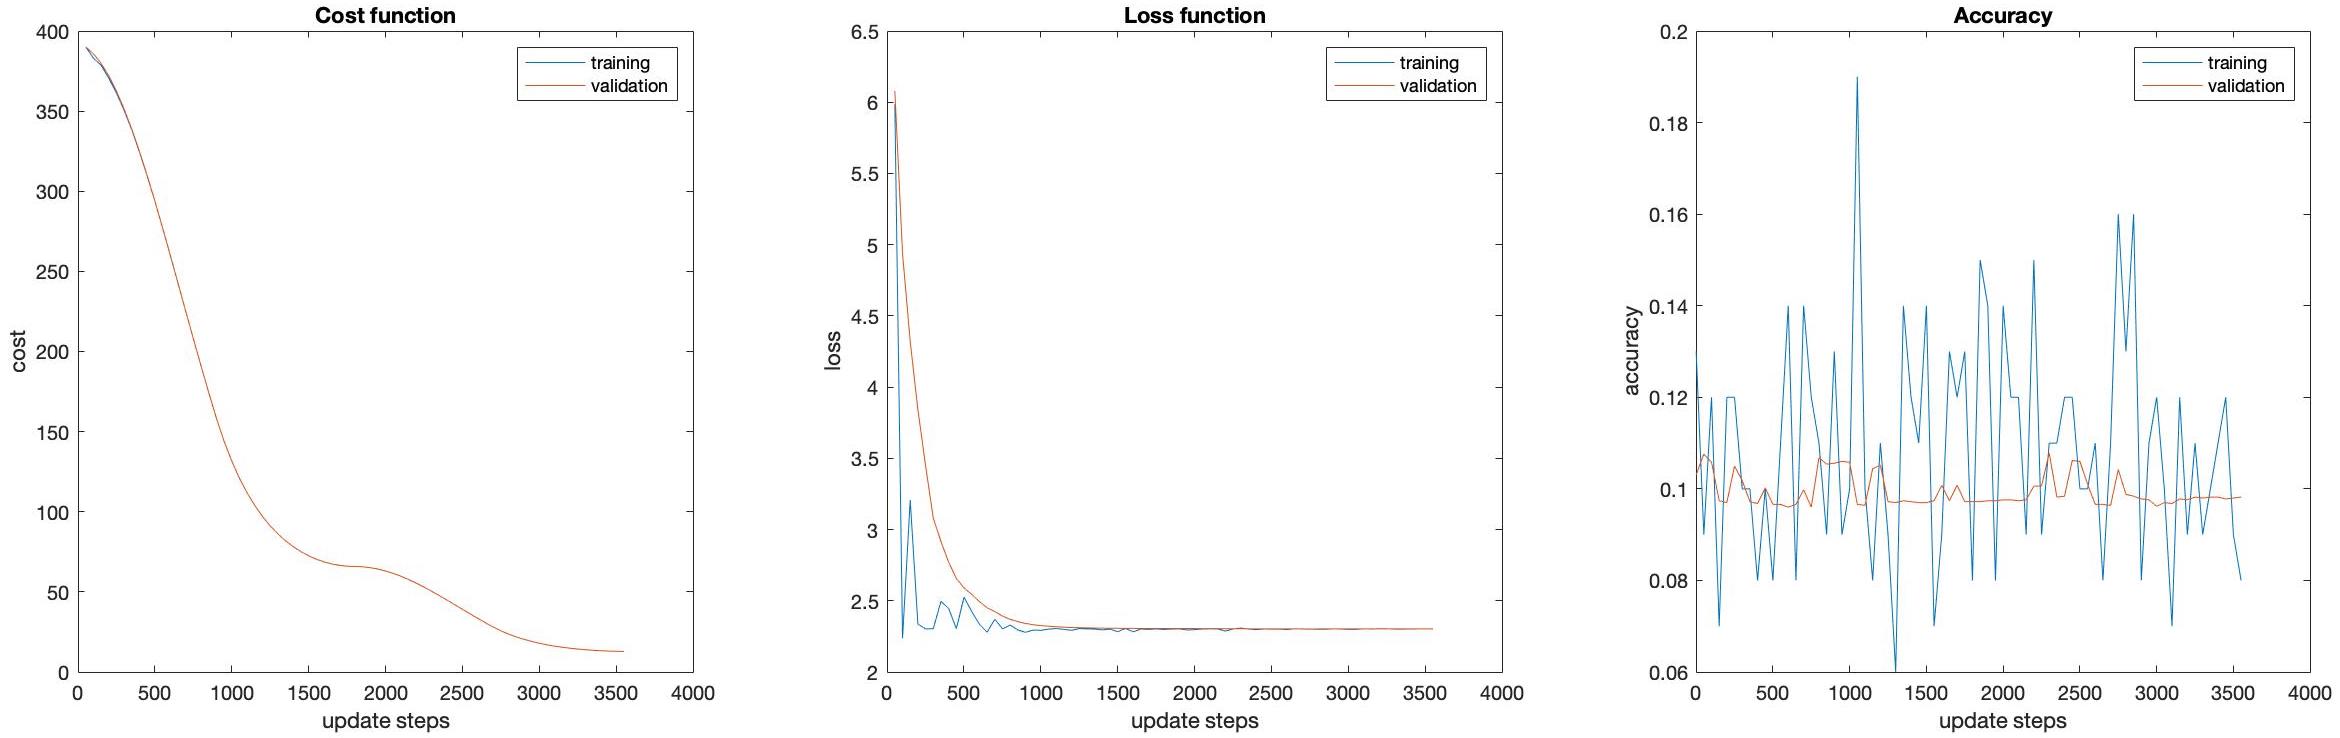 Cost function
400
350
300
250
200
150
100
50
0
cost
0 500 1000 1500 2000 2500 3000 3500 4000
update steps
training
validation
Loss function
6.5
6
5.5
5
4.5
4
3.5
3
2.5
2
loss
0 500 1000 1500 2000 2500 3000 3500 4000
update steps
training
validation
Accuracy
0.2
0.18
0.16
0.14
0.12
0.1
0.08
0.06
accuracy
0 500 1000 1500 2000 2500 3000 3500 4000
update steps
training
validation